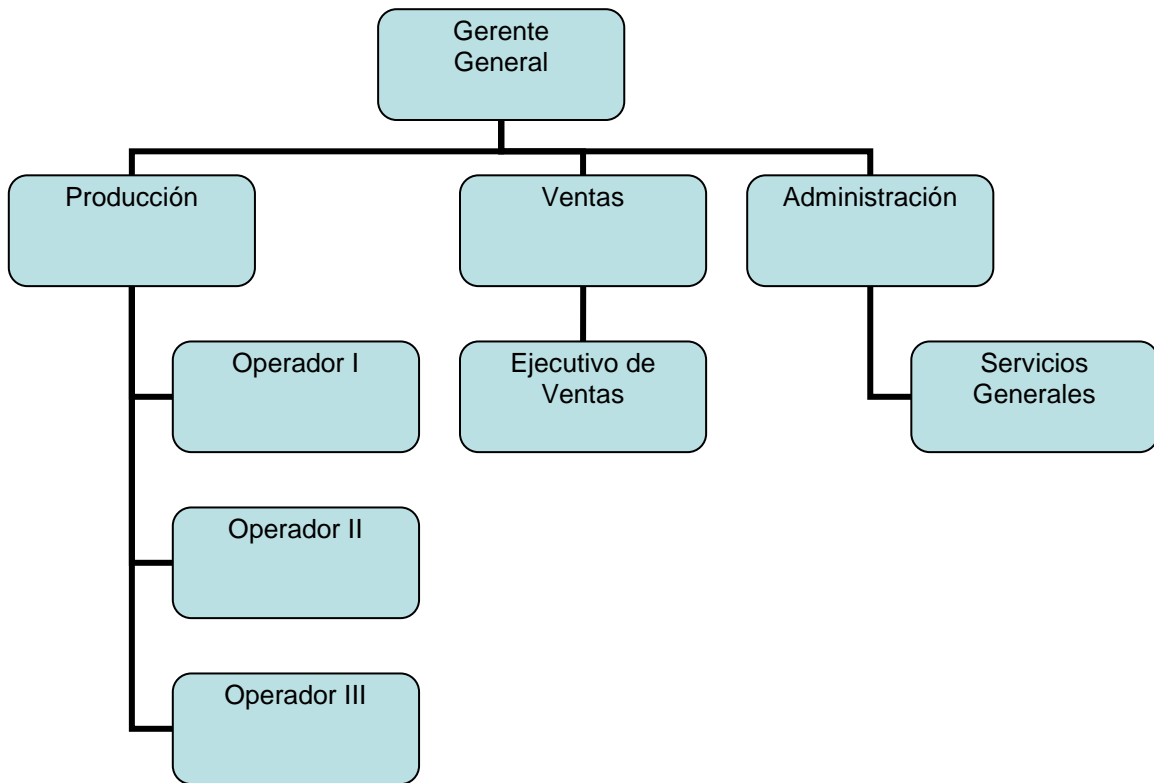 Gerente
General
Producción
Ventas
Administración
Operador I
Ejecutivo de
Ventas
Servicios
Generales
Operador II
Operador III